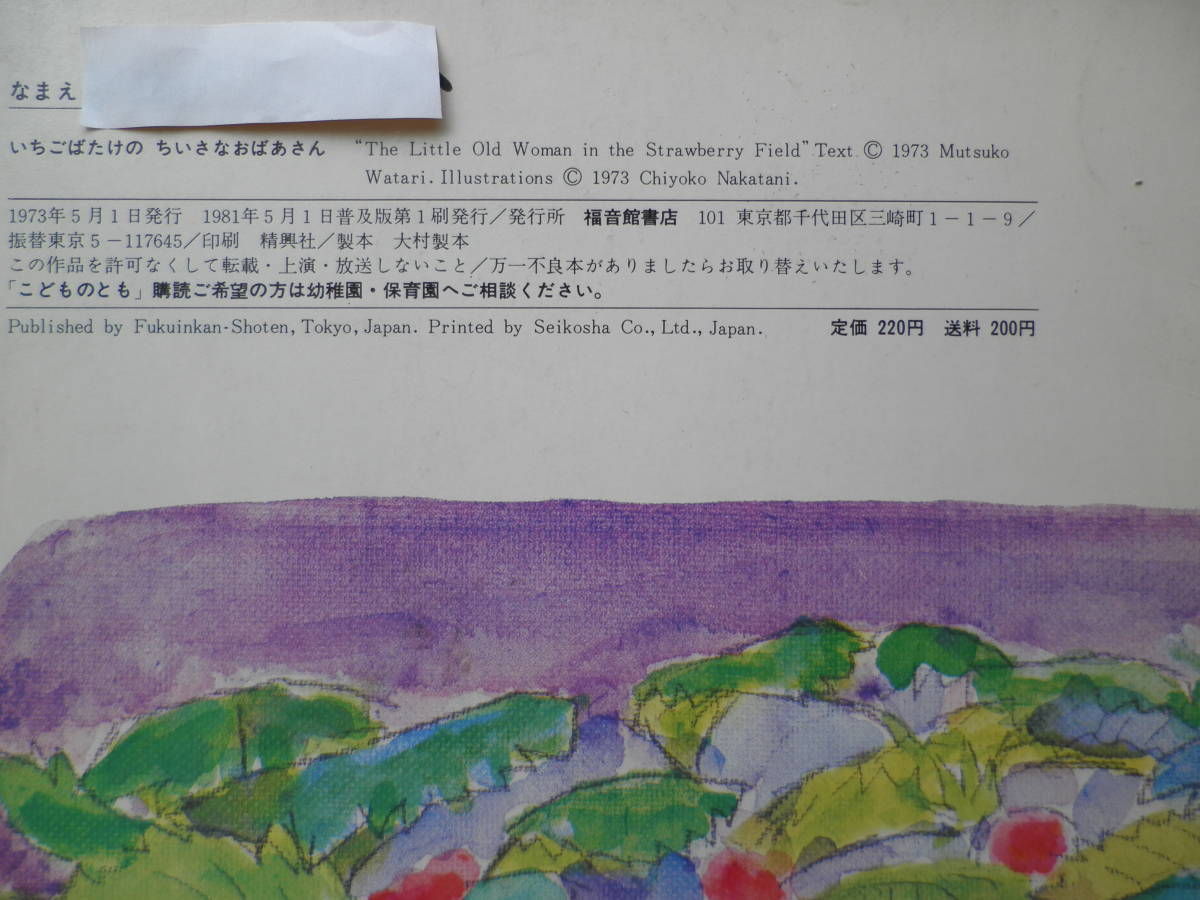 なまえ
いちごばたけの ちいさなおばあさん “The Little Old Woman in the Strawberry Field” Text © 1973 Mutsuko
Watari. Illustrations © 1973 Chiyoko Nakatani.
1973年5月1日発行 1981年5月1日普及版第1刷発行／発行所 福音館書店 101 東京都千代田区三崎町1－1－9／
振替東京5－117645／印刷 精興社／製本 大村製本
この作品を許可なくして転載・上演・放送しないこと／万一不良本がありましたらお取り替えいたします。
「こどものとも」購読ご希望の方は幼稚園・保育園へご相談ください。
Published by Fukuinkan-Shoten, Tokyo, Japan. Printed by Seikosha Co., Ltd., Japan. 定価 220円 送料 200円